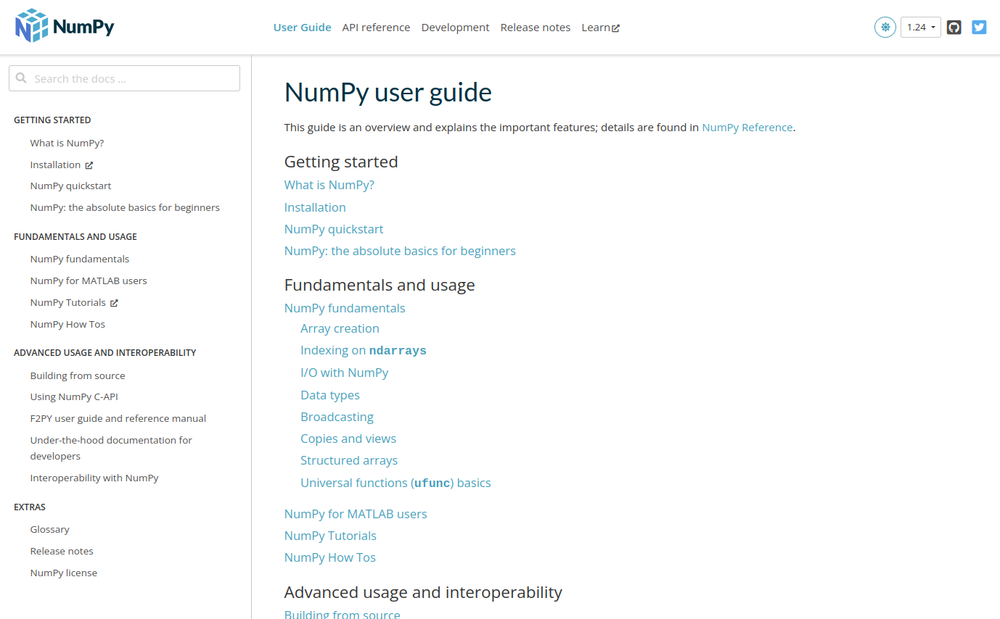 NumPy
User Guide API reference Development Release notes Learn
1.24
Search the docs ...
GETTING STARTED
What is NumPy?
Installation
NumPy quickstart
NumPy: the absolute basics for beginners
FUNDAMENTALS AND USAGE
NumPy fundamentals
NumPy for MATLAB users
NumPy Tutorials
NumPy How Tos
ADVANCED USAGE AND INTEROPERABILITY
Building from source
Using NumPy C-API
F2PY user guide and reference manual
Under-the-hood documentation for
developers
Interoperability with NumPy
EXTRAS
Glossary
Release notes
NumPy license
NumPy user guide
This guide is an overview and explains the important features; details are found in NumPy Reference.
Getting started
What is NumPy?
Installation
NumPy quickstart
NumPy: the absolute basics for beginners
Fundamentals and usage
NumPy fundamentals
Array creation
Indexing on ndarrays
I/O with NumPy
Data types
Broadcasting
Copies and views
Structured arrays
Universal functions (ufunc) basics
NumPy for MATLAB users
NumPy Tutorials
NumPy How Tos
Advanced usage and interoperability
Building from source